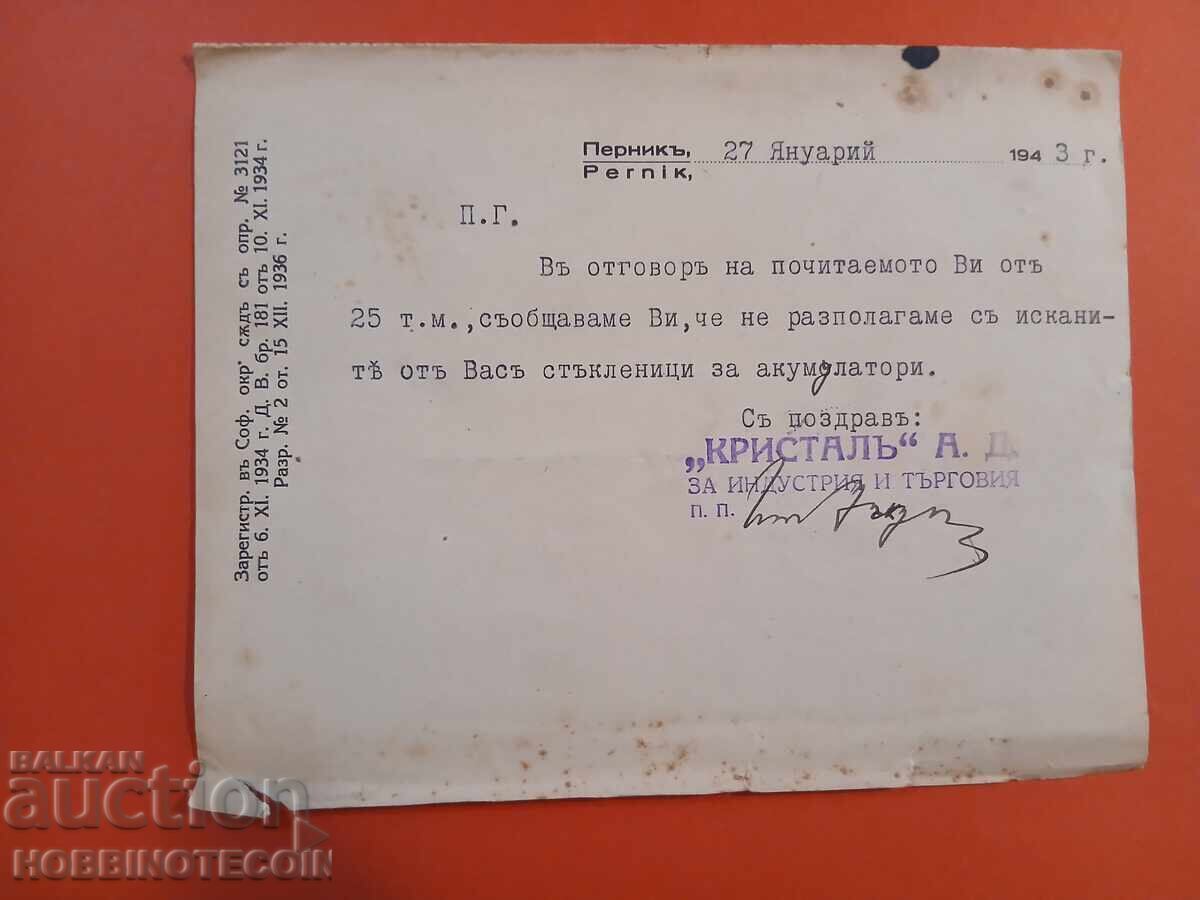 Зарегистр. въ Соф. окр. сѫдъ съ опр. № 3121
отъ 6. XI. 1934 г. Д. В. бр. 181 отъ 10. XI. 1934 г.
Разр. № 2 от. 15 XII. 1936 г.
Перникъ, 27 Януарий 1943 г.
Pernik,
П.Г.
Въ отговоръ на почитаемото Ви отъ
25 т.м.,съобщаваме Ви,че не разполагаме съ искани-
тѣ отъ Васъ стъкленици за акумулатори.
Съ поздравъ:
„КРИСТАЛЪ“ А. Д.
ЗА ИНДУСТРИЯ И ТЪРГОВИЯ
п. п.
BALKAN
auction
HOBBINOTECOIN